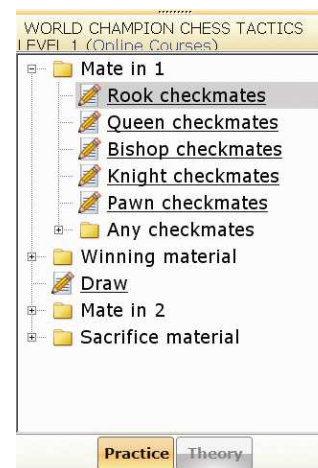 WORLD CHAMPION CHESS TACTICS
LEVEL 1 (Online Courses)
Mate in 1
Rook checkmates
Queen checkmates
Bishop checkmates
Knight checkmates
Pawn checkmates
Any checkmates
Winning material
Draw
Mate in 2
Sacrifice material
Practice Theory